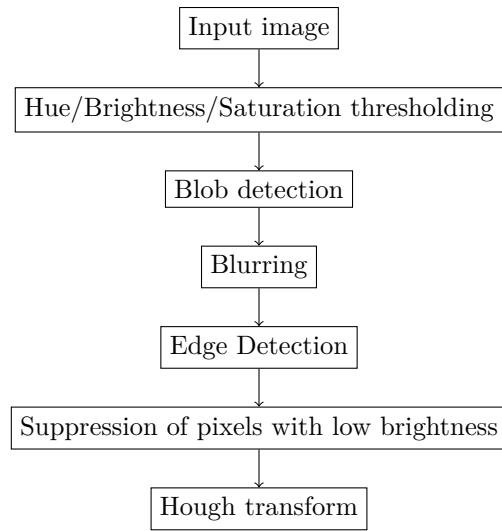 Input image
Hue/Brightness/Saturation thresholding
Blob detection
Blurring
Edge Detection
Suppression of pixels with low brightness
Hough transform